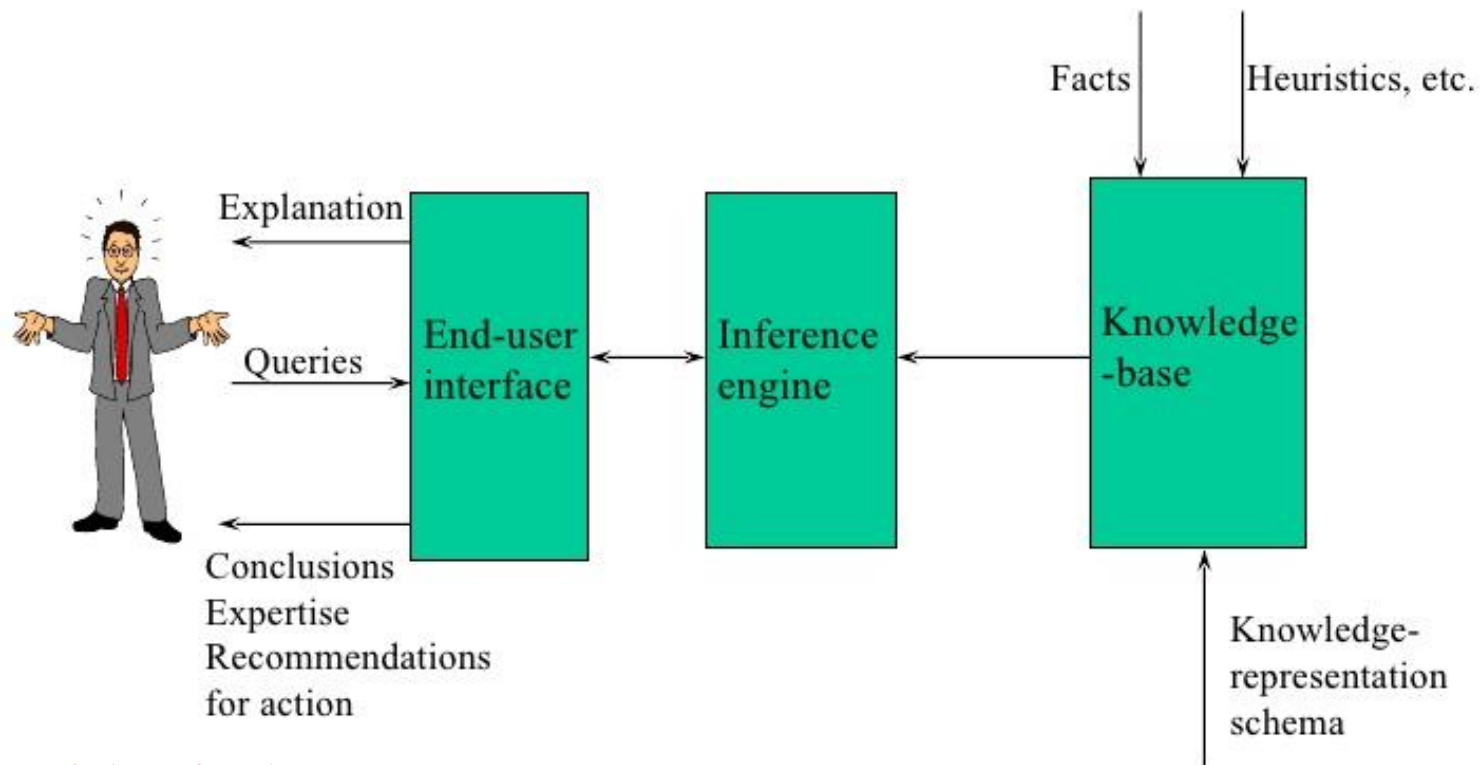 Facts
Heuristics, etc.
Explanation
Queries
End-user
interface
Inference
engine
Knowledge
-base
Conclusions
Expertise
Recommendations
for action
Knowledge-
representation
schema